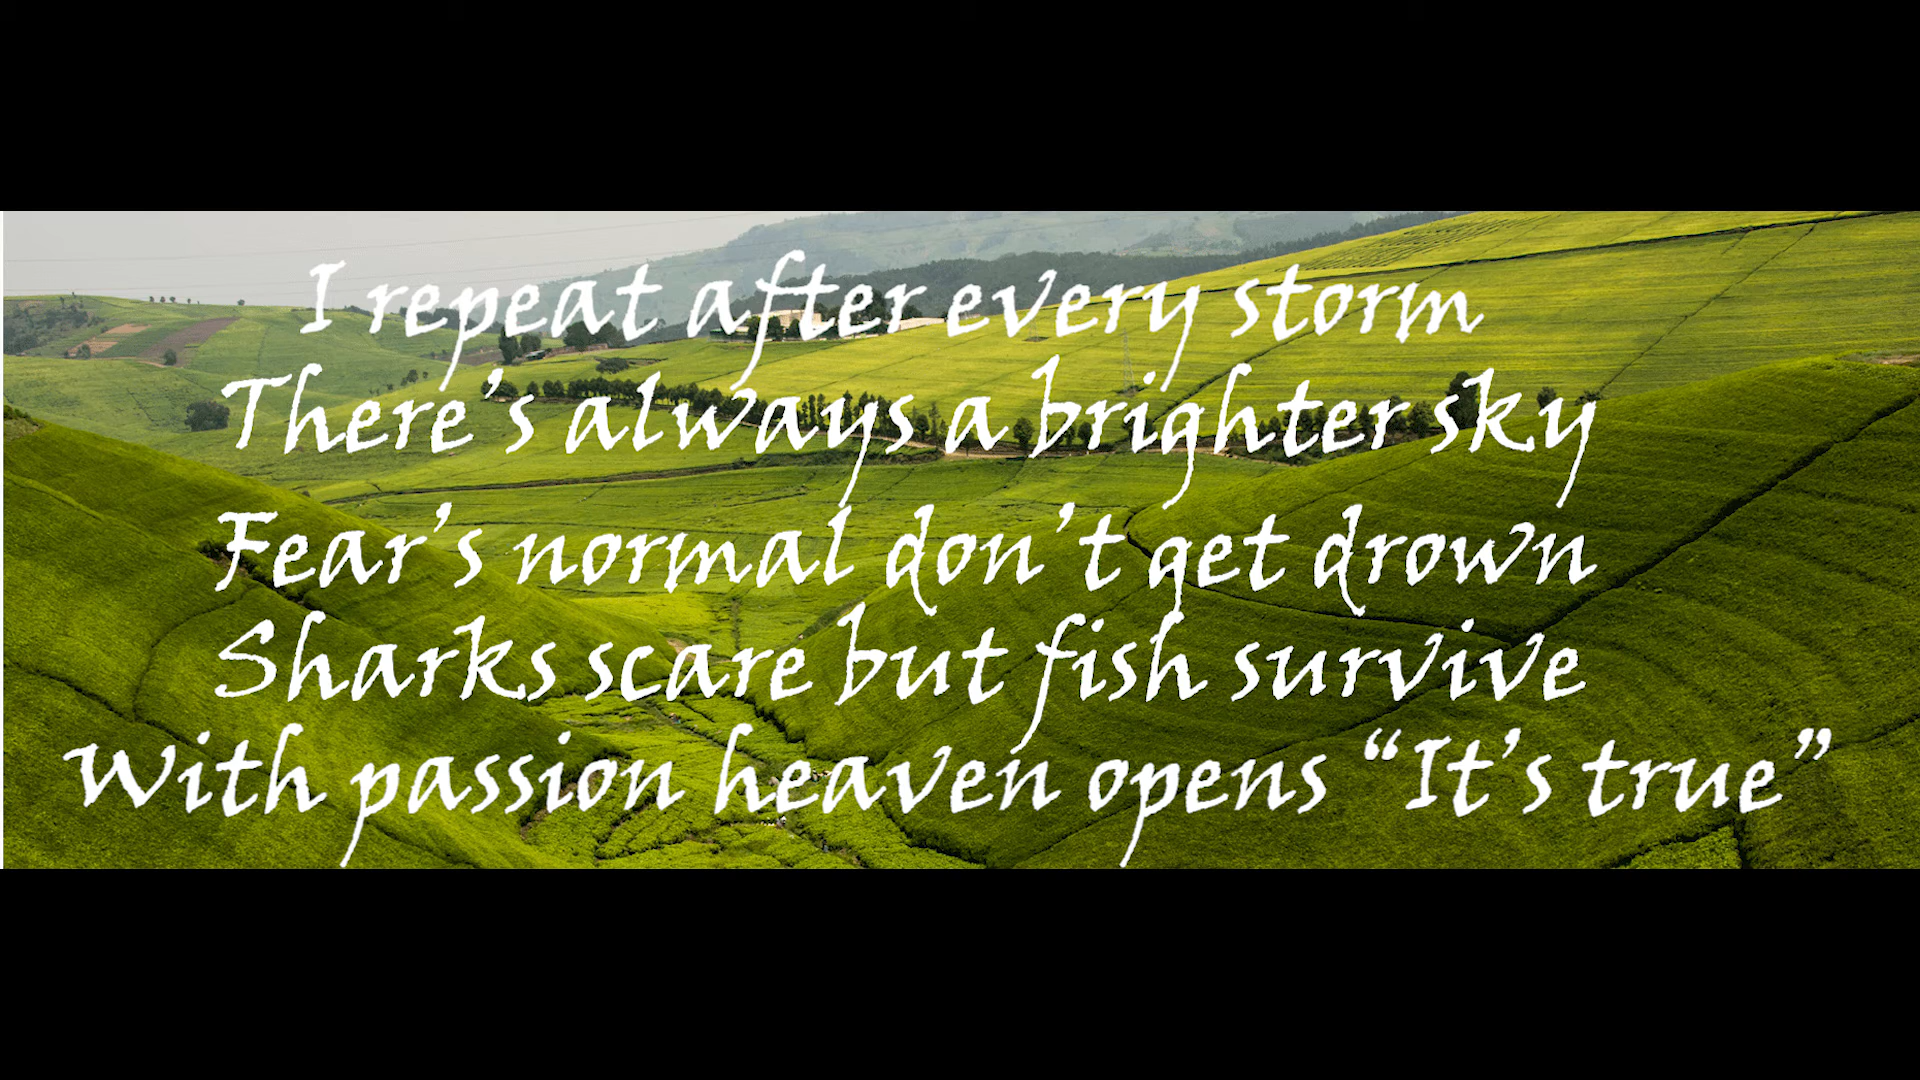 I repeat after every storm
There's always a brighter sky
Fear's normal don't get drown
Sharks scare but fish survive
With passion heaven opens “It's true”